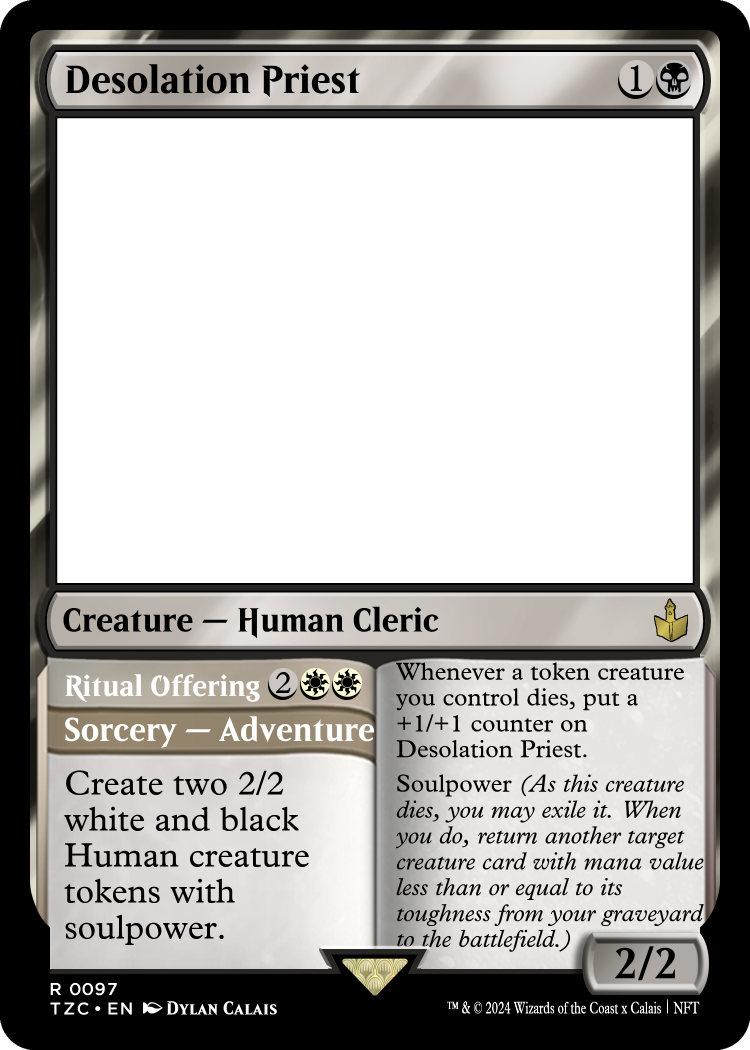 Desolation Priest 1
Creature — Human Cleric
Ritual Offering 2
Sorcery — Adventure
Create two 2/2
white and black
Human creature
tokens with
soulpower.
Whenever a token creature
you control dies, put a
+1/+1 counter on
Desolation Priest.
Soulpower (As this creature
dies, you may exile it. When
you do, return another target
creature card with mana value
less than or equal to its
toughness from your graveyard
to the battlefield.)
2/2
R 0097
TZC • EN DYLAN CALAIS
™ & © 2024 Wizards of the Coast x Calais | NFT